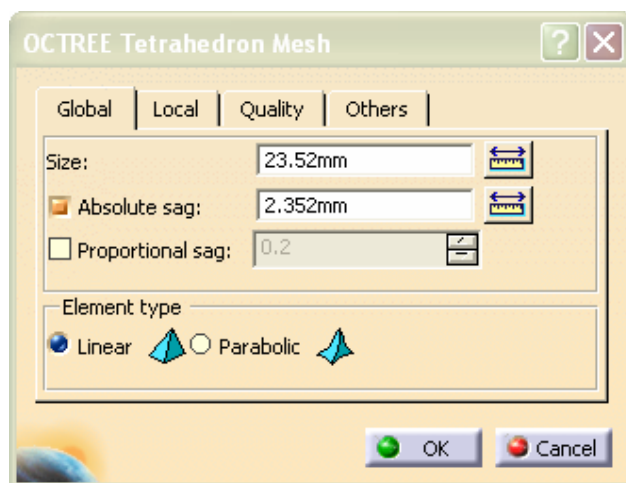 OCTREE Tetrahedron Mesh
Global Local Quality Others
Size: 23.52mm
Absolute sag: 2.352mm
Proportional sag: 0.2
Element type
Linear Parabolic
OK Cancel